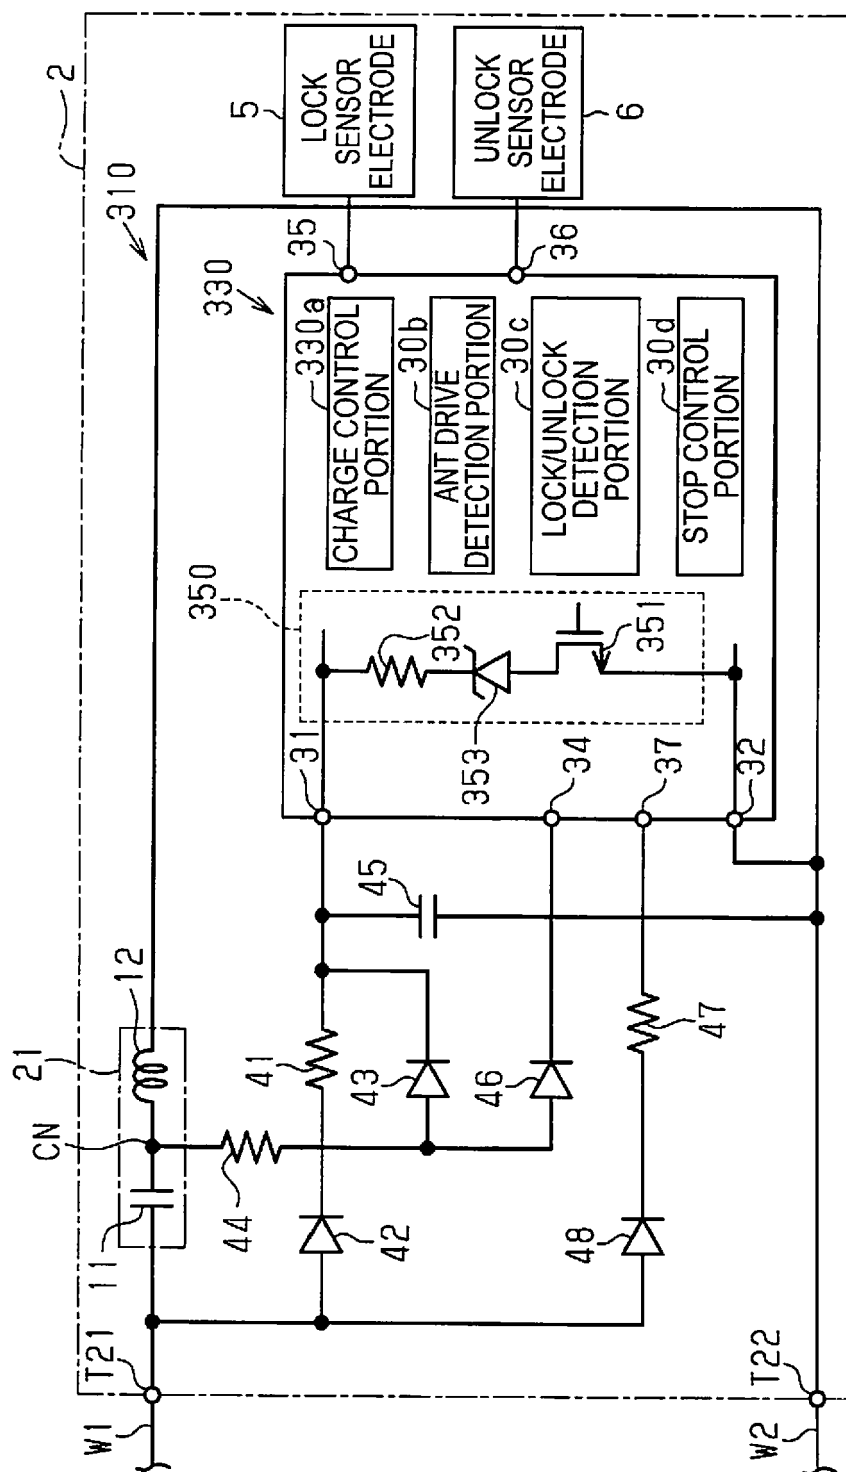 2
310
5
LOCK
SENSOR
ELECTRODE
UNLOCK
SENSOR
ELECTRODE
6
35
36
330
330a
CHARGE CONTROL
PORTION
30b
ANT DRIVE
DETECTION PORTION
30c
LOCK/UNLOCK
DETECTION
PORTION
30d
STOP CONTROL
PORTION
350
352
353
351
31
34
37
32
45
21
12
CN
11
41
43
46
47
44
42
48
W1
T21
W2
T22